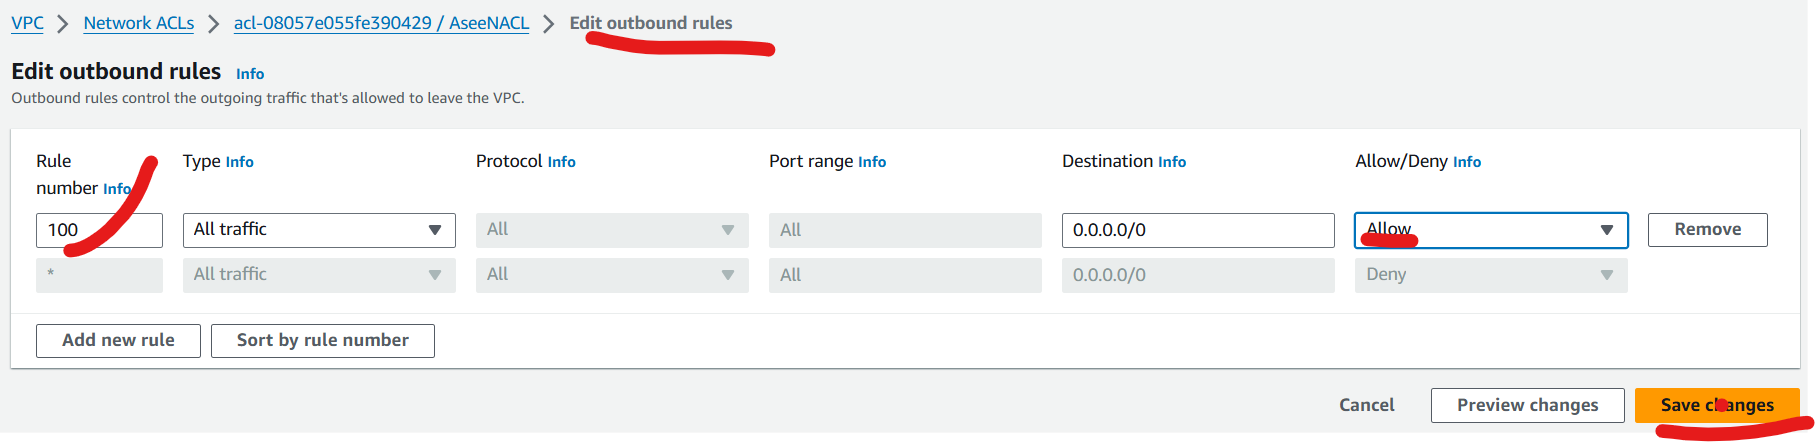 VPC > Network ACLs > acl-08057e055fe390429 / AseeNACL > Edit outbound rules
Edit outbound rules Info
Outbound rules control the outgoing traffic that's allowed to leave the VPC.
Rule number Info Type Info Protocol Info Port range Info Destination Info Allow/Deny Info
100 All traffic All All 0.0.0.0/0 Allow Remove
* All traffic All All 0.0.0.0/0 Deny
Add new rule Sort by rule number
Cancel Preview changes Save changes